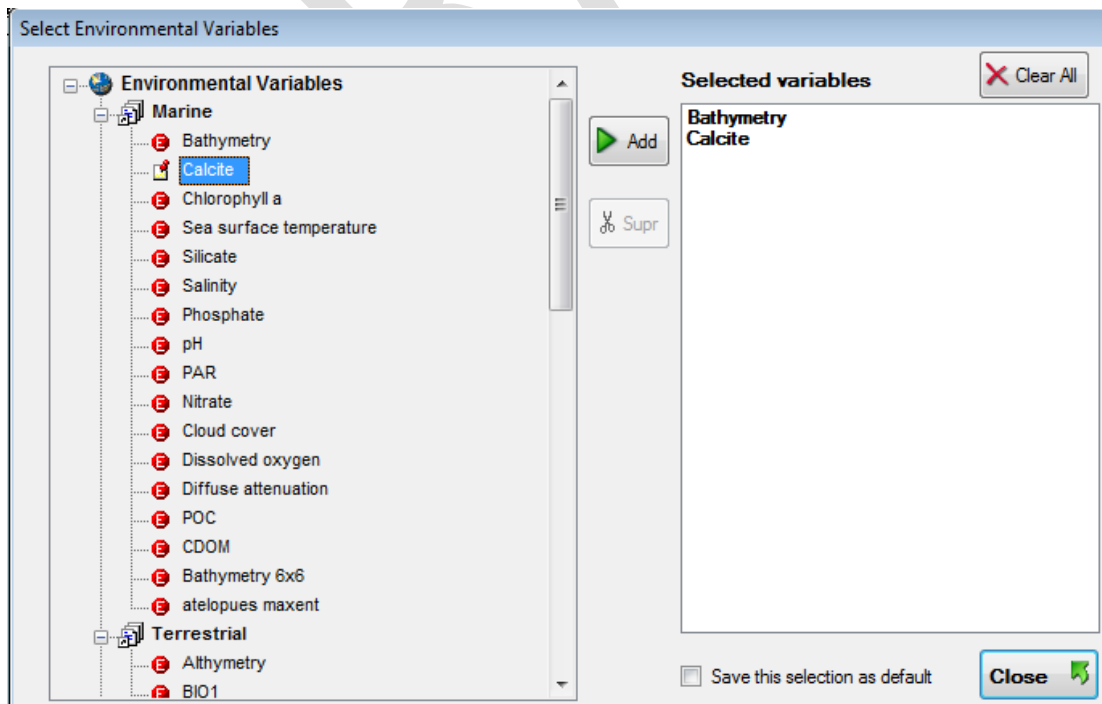 Select Environmental Variables
Environmental Variables
Marine
Bathymetry
Calcite
Chlorophyll a
Sea surface temperature
Silicate
Salinity
Phosphate
pH
PAR
Nitrate
Cloud cover
Dissolved oxygen
Diffuse attenuation
POC
CDOM
Bathymetry 6x6
atelopues maxent
Terrestrial
Althymetry
BIO1
Add
Supr
Selected variables
Clear All
Bathymetry
Calcite
Save this selection as default
Close